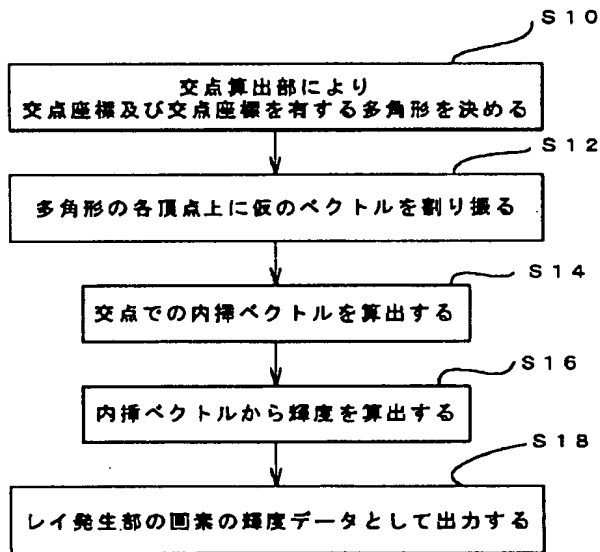 S10
交点算出部により
交点座標及び交点座標を有する多角形を決める
S12
多角形の各頂点上に仮のベクトルを割り振る
S14
交点での内挿ベクトルを算出する
S16
内挿ベクトルから輝度を算出する
S18
レイ発生部の画素の輝度データとして出力する